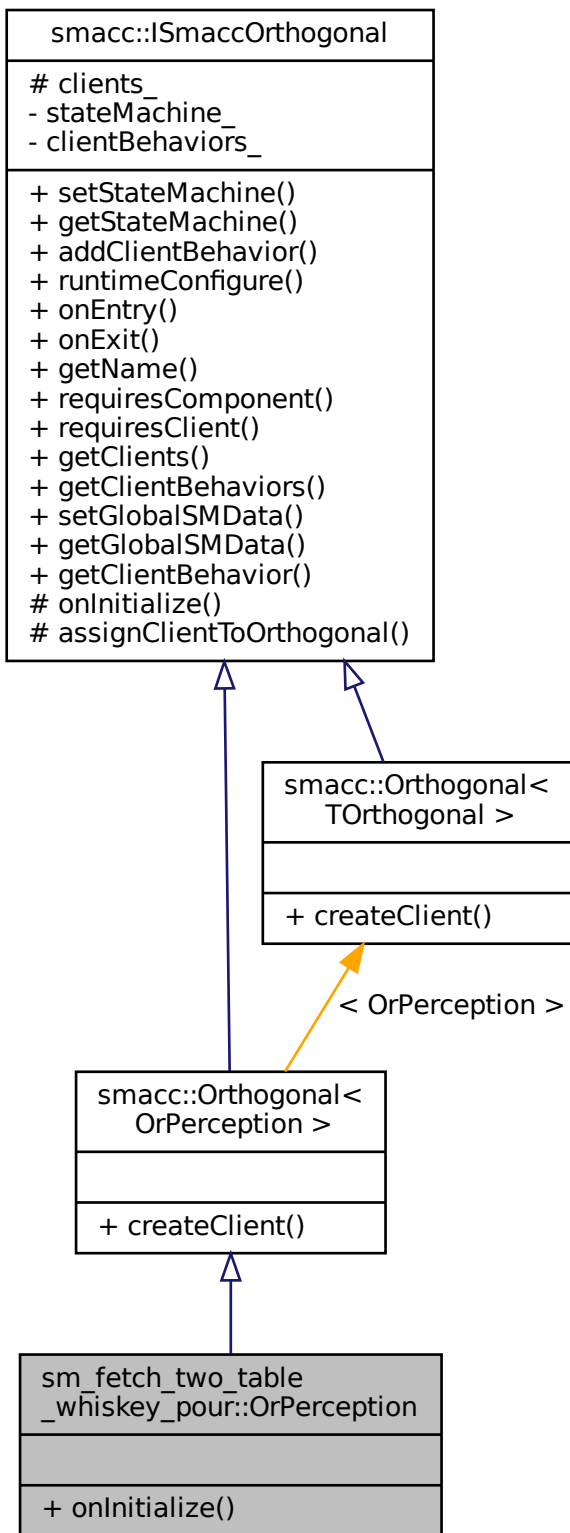 smacc::ISmaccOrthogonal
# clients_
- stateMachine_
- clientBehaviors_
+ setStateMachine()
+ getStateMachine()
+ addClientBehavior()
+ runtimeConfigure()
+ onEntry()
+ onExit()
+ getName()
+ requiresComponent()
+ requiresClient()
+ getClients()
+ getClientBehaviors()
+ setGlobalSMData()
+ getGlobalSMData()
+ getClientBehavior()
# onInitialize()
# assignClientToOrthogonal()
smacc::Orthogonal<
TOrthogonal >
+ createClient()
< OrPerception >
smacc::Orthogonal<
OrPerception >
+ createClient()
sm_fetch_two_table
_whiskey_pour::OrPerception
+ onInitialize()